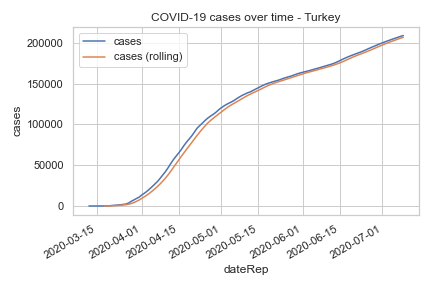 COVID-19 cases over time - Turkey
cases
cases (rolling)
200000
150000
100000
50000
0
cases
2020-03-15
2020-04-01
2020-04-15
2020-05-01
2020-05-15
2020-06-01
2020-06-15
2020-07-01
dateRep